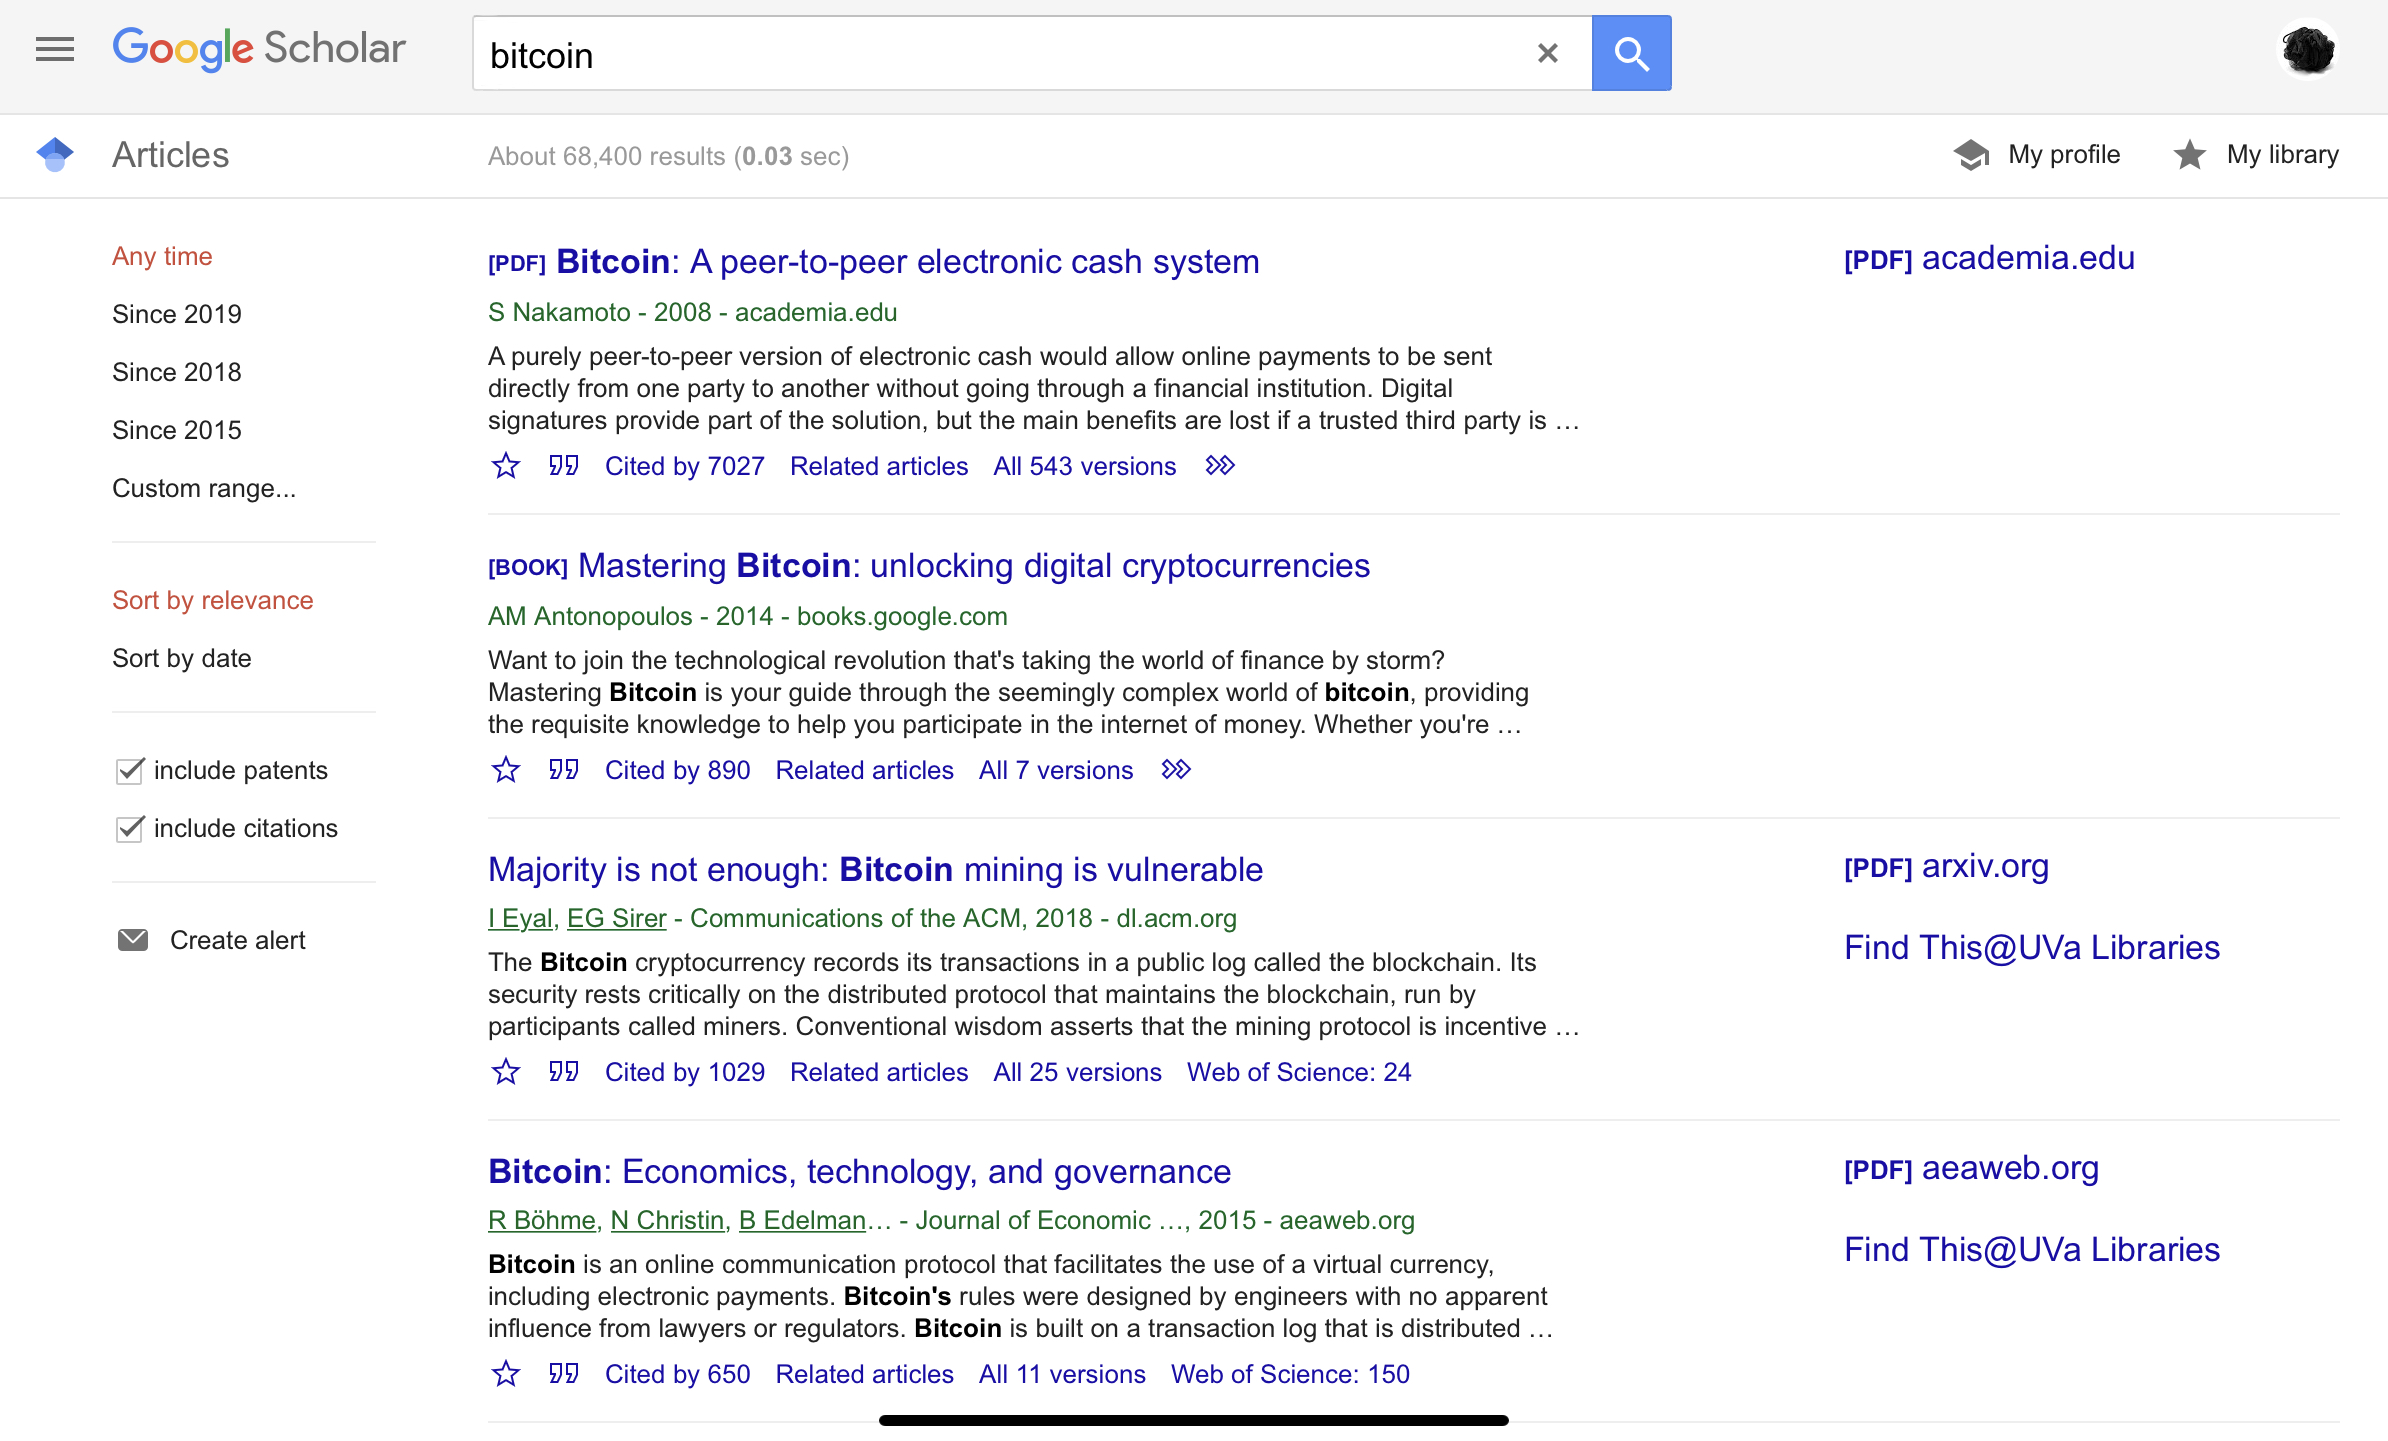 Google Scholar
bitcoin
Articles
About 68,400 results (0.03 sec)
My profile
My library
Any time
Since 2019
Since 2018
Since 2015
Custom range...
Sort by relevance
Sort by date
include patents
include citations
Create alert
[PDF] Bitcoin: A peer-to-peer electronic cash system
S Nakamoto - 2008 - academia.edu
A purely peer-to-peer version of electronic cash would allow online payments to be sent
directly from one party to another without going through a financial institution. Digital
signatures provide part of the solution, but the main benefits are lost if a trusted third party is …
Cited by 7027 Related articles All 543 versions
[PDF] academia.edu
[BOOK] Mastering Bitcoin: unlocking digital cryptocurrencies
AM Antonopoulos - 2014 - books.google.com
Want to join the technological revolution that's taking the world of finance by storm?
Mastering Bitcoin is your guide through the seemingly complex world of bitcoin, providing
the requisite knowledge to help you participate in the internet of money. Whether you're …
Cited by 890 Related articles All 7 versions
Majority is not enough: Bitcoin mining is vulnerable
I Eyal, EG Sirer - Communications of the ACM, 2018 - dl.acm.org
The Bitcoin cryptocurrency records its transactions in a public log called the blockchain. Its
security rests critically on the distributed protocol that maintains the blockchain, run by
participants called miners. Conventional wisdom asserts that the mining protocol is incentive …
Cited by 1029 Related articles All 25 versions Web of Science: 24
[PDF] arxiv.org
Find This@UVa Libraries
Bitcoin: Economics, technology, and governance
R Böhme, N Christin, B Edelman… - Journal of Economic …, 2015 - aeaweb.org
Bitcoin is an online communication protocol that facilitates the use of a virtual currency,
including electronic payments. Bitcoin's rules were designed by engineers with no apparent
influence from lawyers or regulators. Bitcoin is built on a transaction log that is distributed …
Cited by 650 Related articles All 11 versions Web of Science: 150
[PDF] aeaweb.org
Find This@UVa Libraries